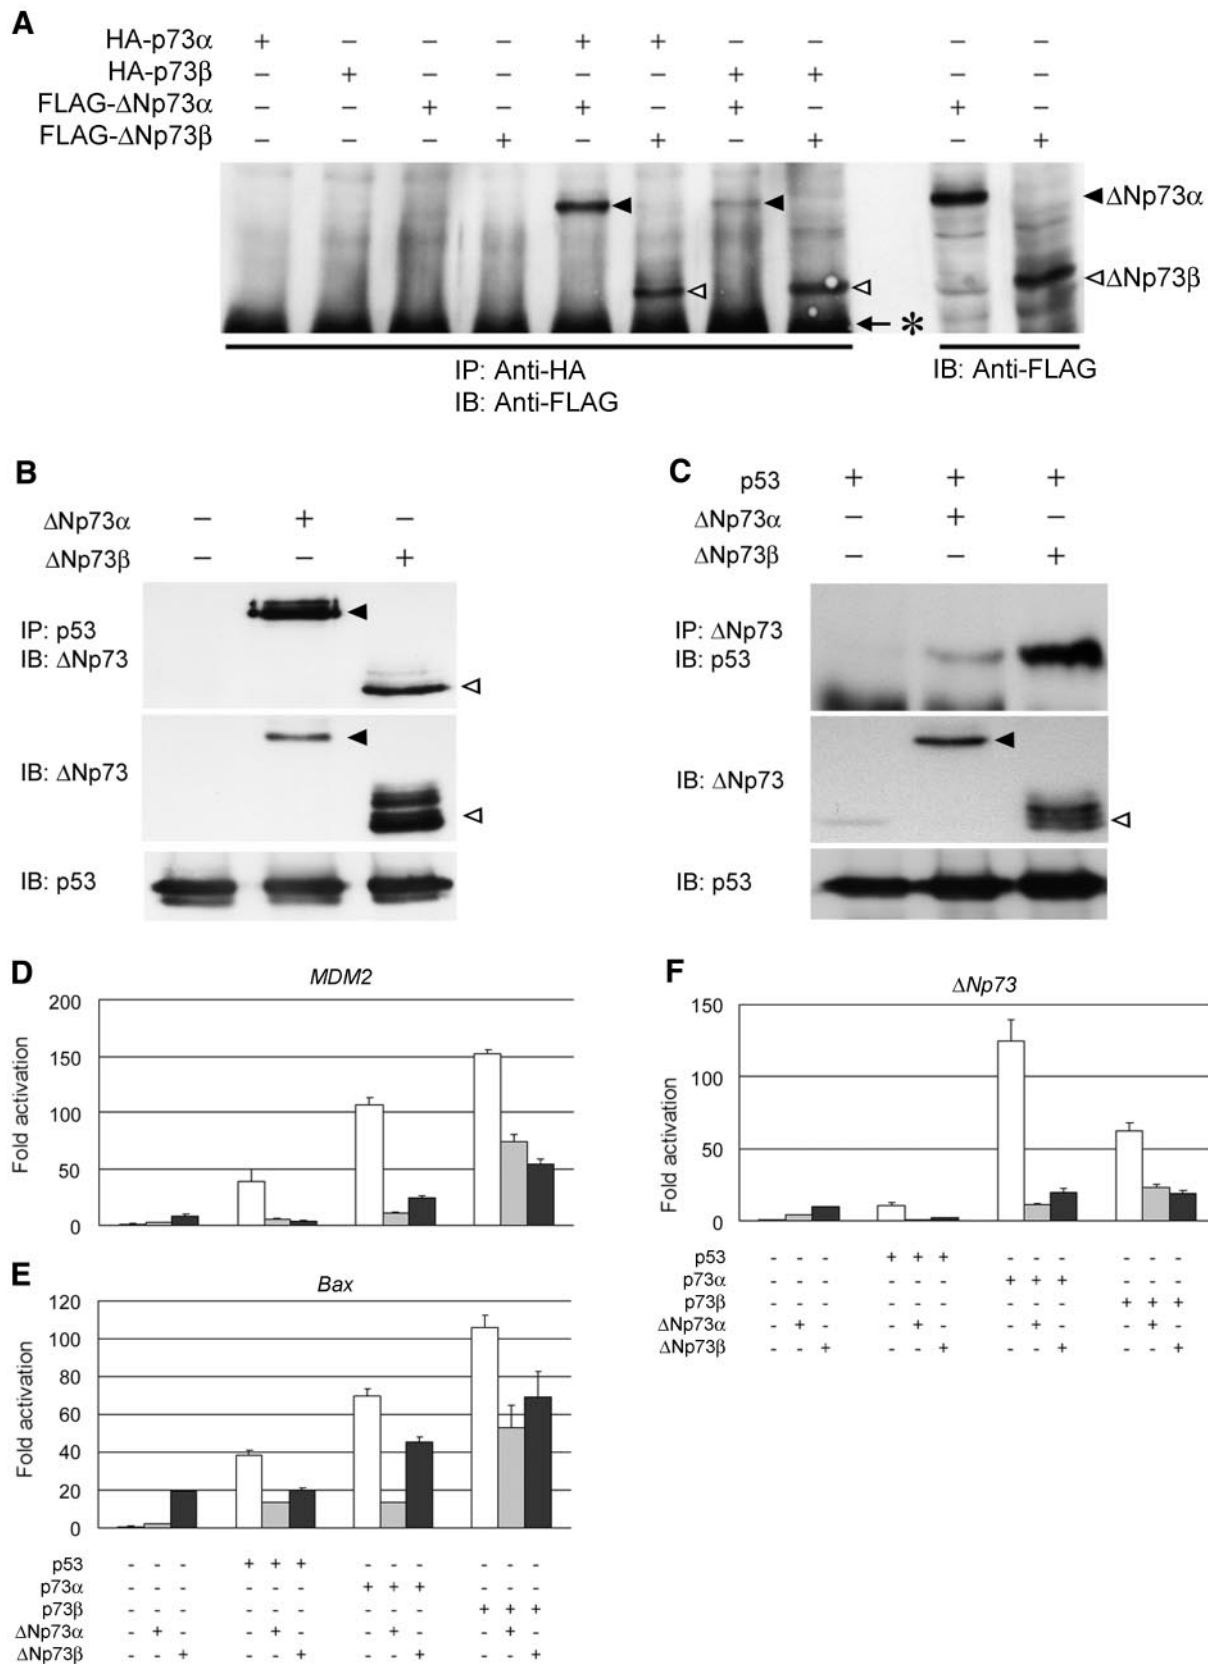 A
HA-p73α + – – – + + – – – –
HA-p73β – + – – – – + + – –
FLAG-ΔNp73α – – + – + – + – + –
FLAG-ΔNp73β – – – + – + – + – +
ΔNp73α
ΔNp73β
*
IP: Anti-HA
IB: Anti-FLAG
IB: Anti-FLAG
B
ΔNp73α – + –
ΔNp73β – – +
IP: p53
IB: ΔNp73
IB: ΔNp73
IB: p53
C
p53 + + +
ΔNp73α – + –
ΔNp73β – – +
IP: ΔNp73
IB: p53
IB: ΔNp73
IB: p53
D
MDM2
Fold activation
200
150
100
50
0
E
Bax
Fold activation
120
100
80
60
40
20
0
p53 - - - + + + - - - - - -
p73α - - - - - - + + + - - -
p73β - - - - - - - - - + + +
ΔNp73α - + - - + - - + - - + -
ΔNp73β - - + - - + - - + - - +
F
ΔNp73
Fold activation
150
100
50
0
p53 - - - + + + - - - - - -
p73α - - - - - - + + + - - -
p73β - - - - - - - - - + + +
ΔNp73α - + - - + - - + - - + -
ΔNp73β - - + - - + - - + - - +